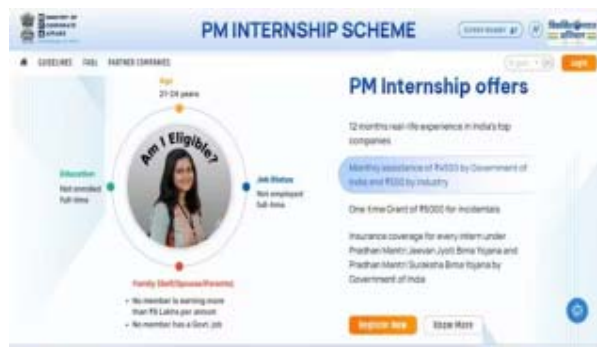 MINISTRY OF
CORPORATE
AFFAIRS
PM INTERNSHIP SCHEME
GUIDELINES FAQs PARTNER COMPANIES
Login
Age
21-24 years
Am I Eligible?
Education
Not enrolled
full-time
Job Status
Not employed
full-time
Family (Self/Spouse/Parents)
• No member is earning more
than ₹8 Lakhs per annum
• No member has a Govt. job
PM Internship offers
12 months real-life experience in India's top
companies
Monthly assistance of ₹4500 by Government of
India and ₹500 by Industry
One-time Grant of ₹6000 for incidentals
Insurance coverage for every intern under
Pradhan Mantri Jeevan Jyoti Bima Yojana and
Pradhan Mantri Suraksha Bima Yojana by
Government of India
Register Now
Know More